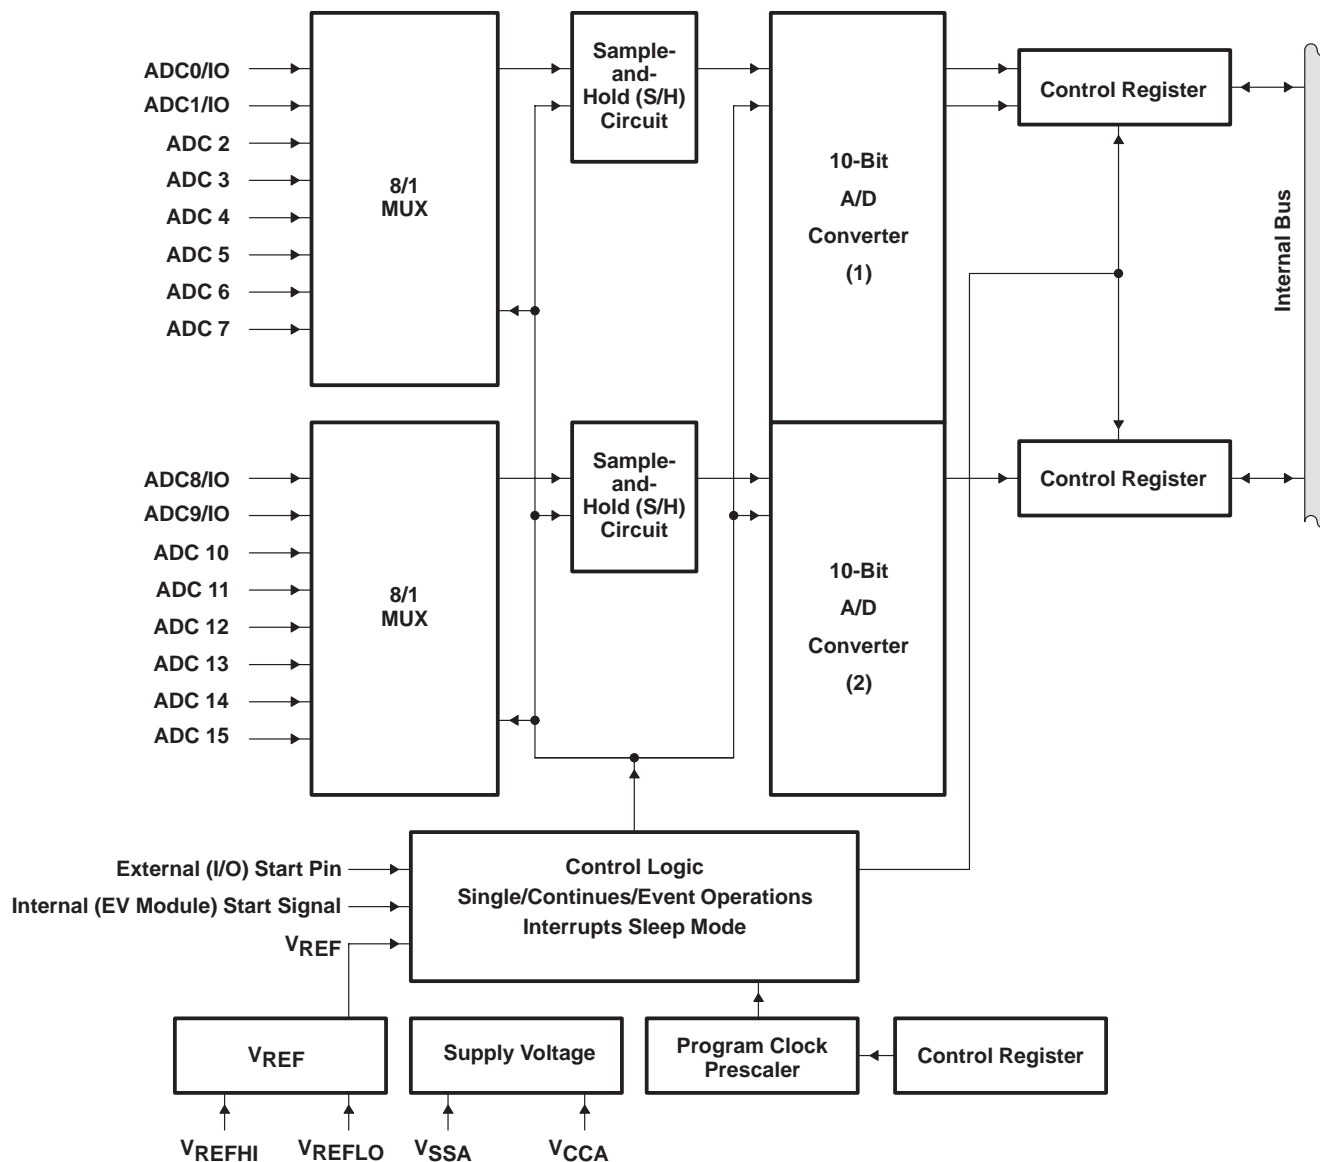 ADC0/IO
ADC1/IO
ADC 2
ADC 3
ADC 4
ADC 5
ADC 6
ADC 7
8/1
MUX
Sample-
and-
Hold (S/H)
Circuit
10-Bit
A/D
Converter
(1)
Control Register
Internal Bus
ADC8/IO
ADC9/IO
ADC 10
ADC 11
ADC 12
ADC 13
ADC 14
ADC 15
8/1
MUX
Sample-
and-
Hold (S/H)
Circuit
10-Bit
A/D
Converter
(2)
Control Register
External (I/O) Start Pin
Internal (EV Module) Start Signal
VREF
Control Logic
Single/Continues/Event Operations
Interrupts Sleep Mode
VREF
Supply Voltage
Program Clock
Prescaler
Control Register
VREFHI
VREFLO
VSSA
VCCA